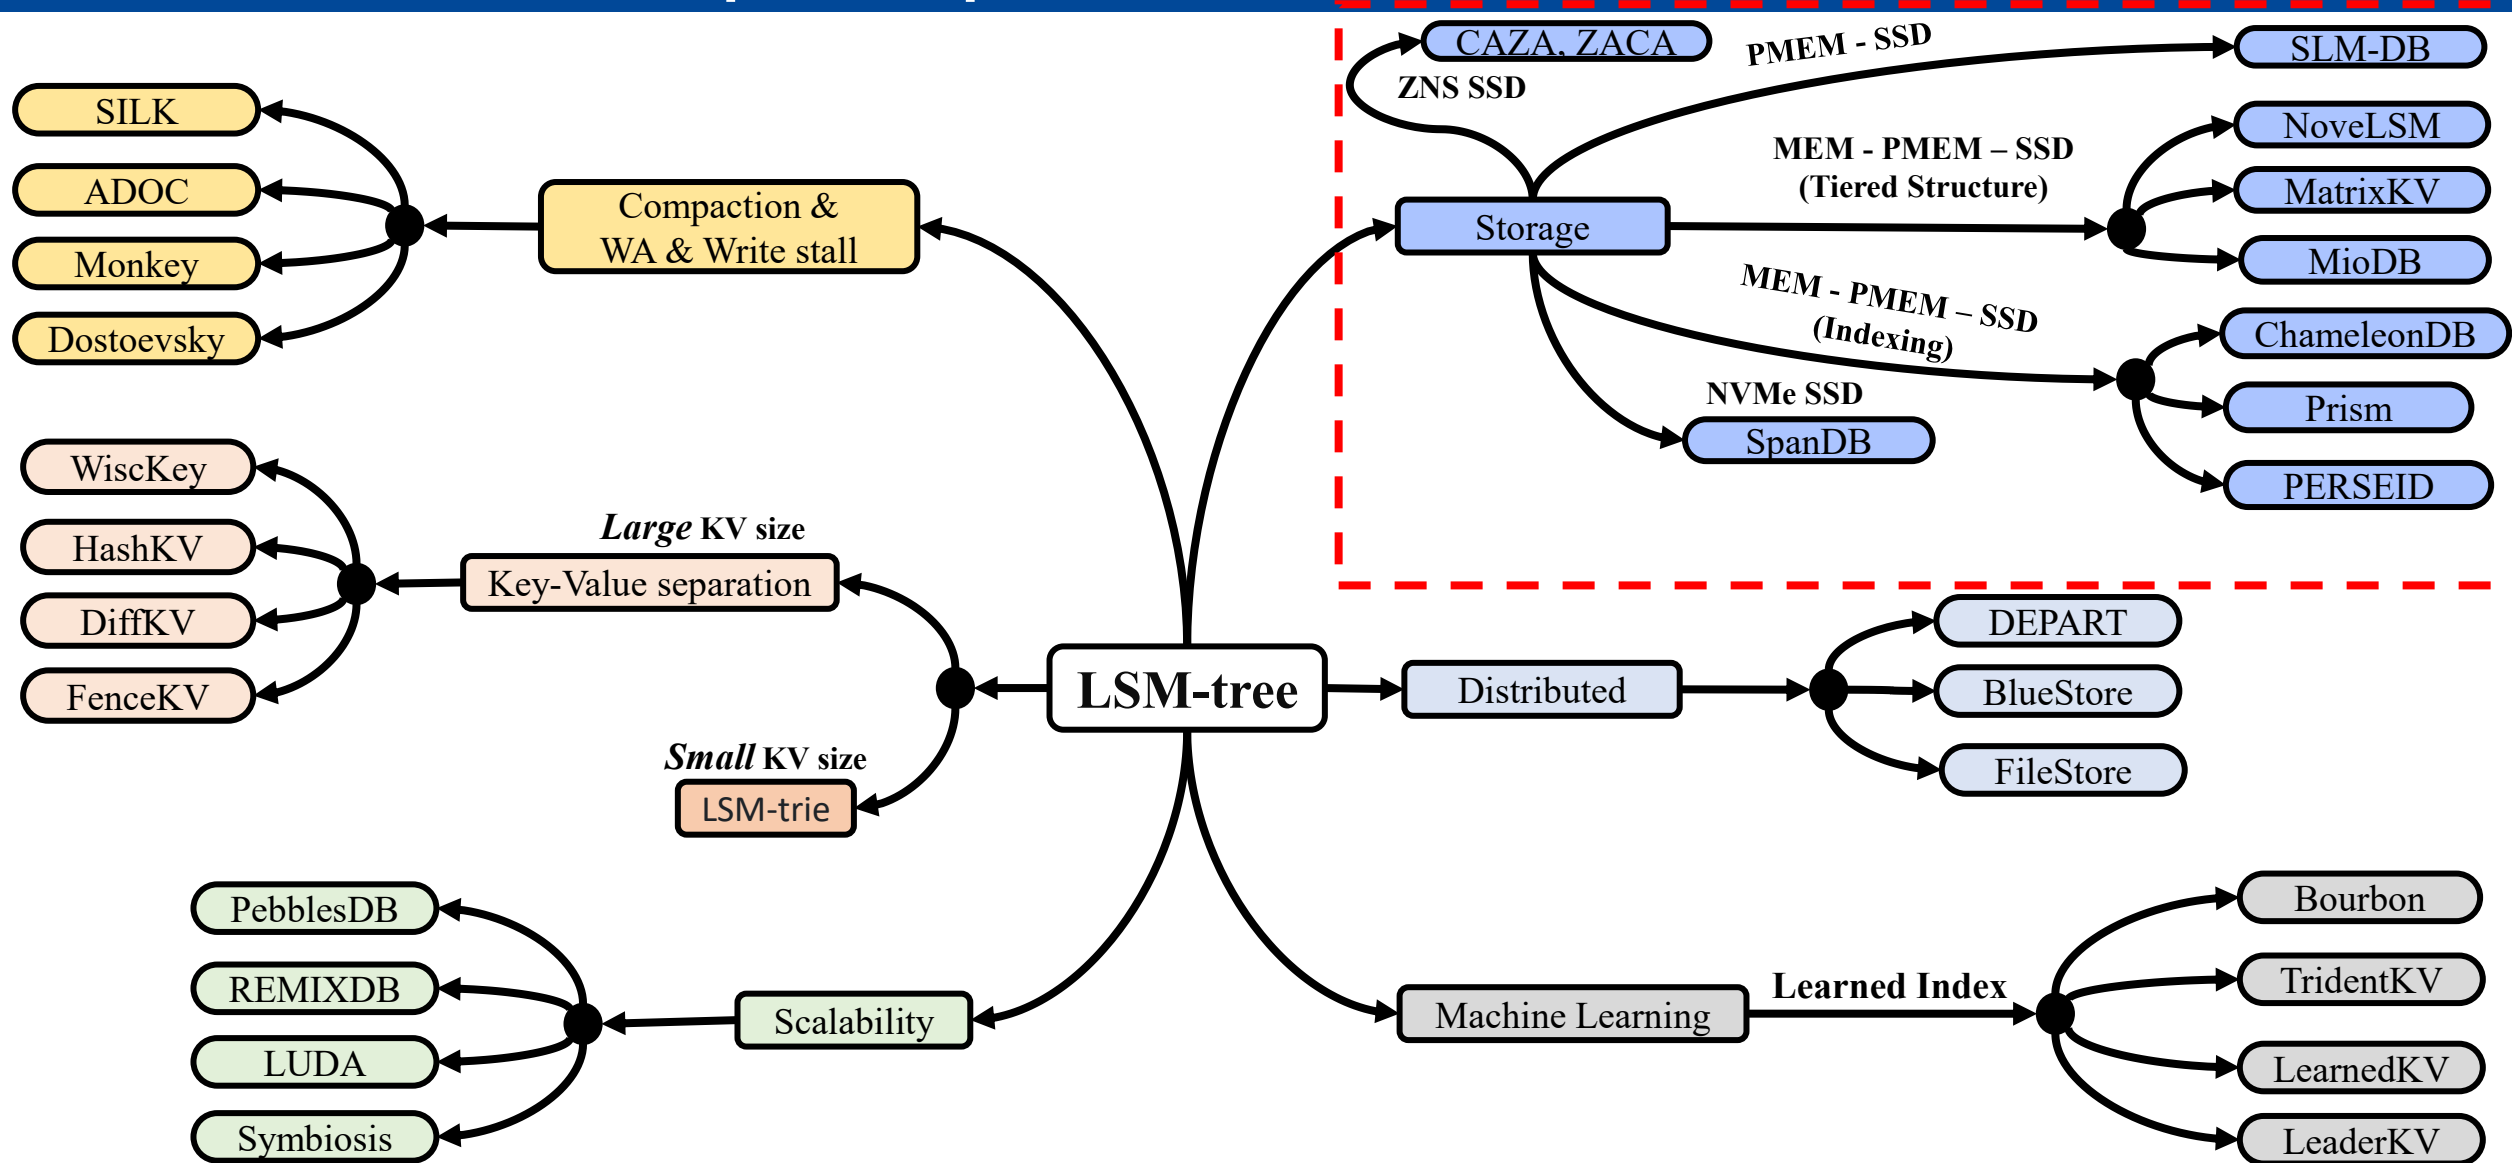 CAZA, ZACA
ZNS SSD
PMEM - SSD
SLM-DB
NoveLSM
MEM - PMEM – SSD
(Tiered Structure)
MatrixKV
Storage
MioDB
MEM - PMEM – SSD
(Indexing)
ChameleonDB
NVMe SSD
Prism
SpanDB
PERSEID
SILK
ADOC
Compaction &
WA & Write stall
Monkey
Dostoevsky
WiscKey
Large KV size
HashKV
Key-Value separation
DiffKV
FenceKV
LSM-tree
Small KV size
LSM-trie
Distributed
DEPART
BlueStore
FileStore
PebblesDB
REMIXDB
Scalability
LUDA
Symbiosis
Machine Learning
Learned Index
Bourbon
TridentKV
LearnedKV
LeaderKV